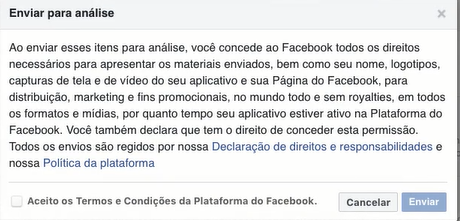 Enviar para análise
Ao enviar esses itens para análise, você concede ao Facebook todos os direitos
necessários para apresentar os materiais enviados, bem como seu nome, logotipos,
capturas de tela e de vídeo do seu aplicativo e sua Página do Facebook, para
distribuição, marketing e fins promocionais, no mundo todo e sem royalties, em todos
os formatos e mídias, por quanto tempo seu aplicativo estiver ativo na Plataforma do
Facebook. Você também declara que tem o direito de conceder esta permissão.
Todos os envios são regidos por nossa Declaração de direitos e responsabilidades e
nossa Política da plataforma
Aceito os Termos e Condições da Plataforma do Facebook. Cancelar Enviar